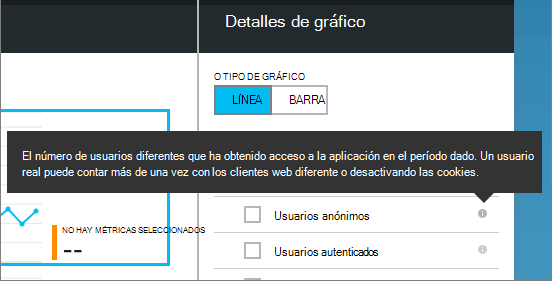 Detalles de gráfico
O TIPO DE GRÁFICO
LÍNEA BARRA
El número de usuarios diferentes que ha obtenido acceso a la aplicación en el período dado. Un usuario
real puede contar más de una vez con los clientes web diferente o desactivando las cookies.
Usuarios anónimos
NO HAY MÉTRICAS SELECCIONADOS
--
Usuarios autenticados